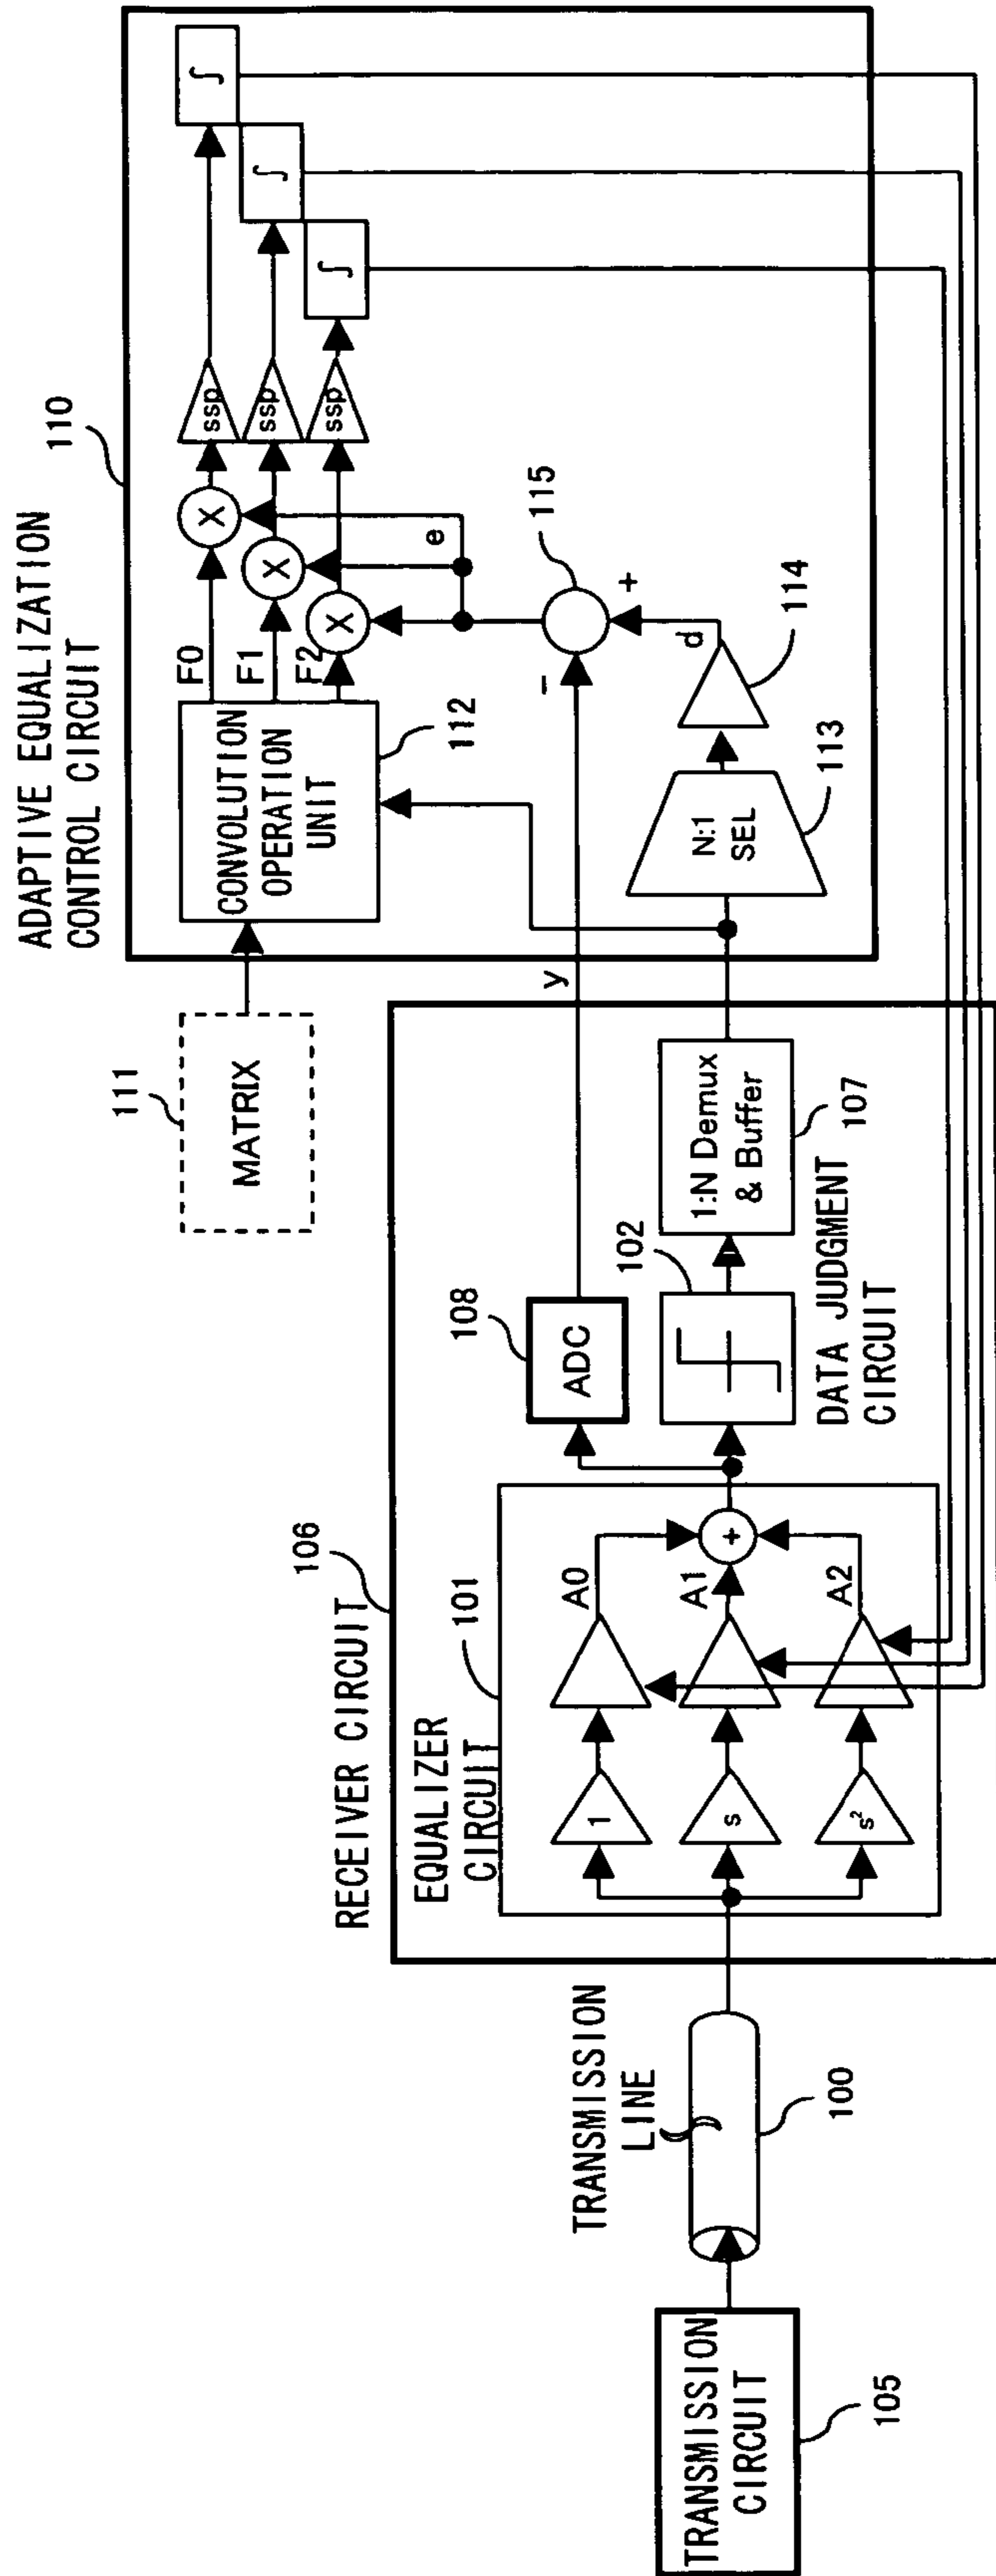 ADAPTIVE EQUALIZATION
CONTROL CIRCUIT
110
111
MATRIX
CONVOLUTION
OPERATION
UNIT
112
F0
F1
F2
X
X
X
ssp
ssp
ssp
∫
∫
∫
e
115
+
−
d
114
N:1
SEL
113
y
RECEIVER CIRCUIT
106
EQUALIZER
CIRCUIT
101
1
s
s²
A0
A1
A2
+
108
ADC
102
DATA JUDGMENT
CIRCUIT
1:N Demux
& Buffer
107
TRANSMISSION
LINE
100
TRANSMISSION
CIRCUIT
105